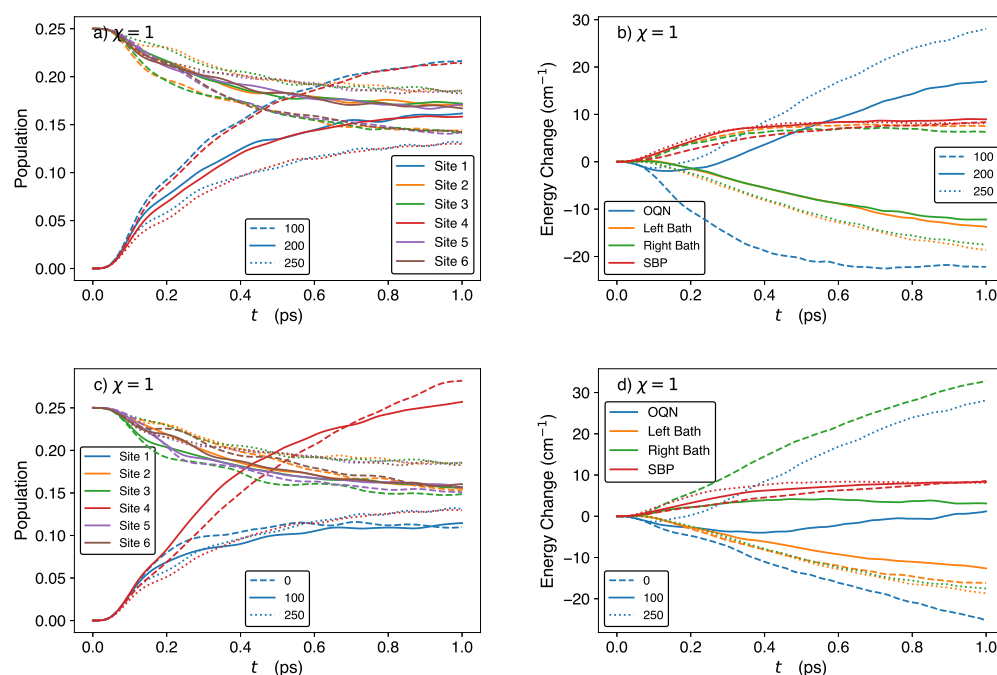 a) χ = 1
0.25
0.20
0.15
0.10
0.05
0.00
Population
100
200
250
Site 1
Site 2
Site 3
Site 4
Site 5
Site 6
0.0 0.2 0.4 0.6 0.8 1.0
t (ps)
b) χ = 1
30
20
10
0
−10
−20
Energy Change (cm⁻¹)
100
200
250
OQN
Left Bath
Right Bath
SBP
0.0 0.2 0.4 0.6 0.8 1.0
t (ps)
c) χ = 1
0.25
0.20
0.15
0.10
0.05
0.00
Population
Site 1
Site 2
Site 3
Site 4
Site 5
Site 6
0
100
250
0.0 0.2 0.4 0.6 0.8 1.0
t (ps)
d) χ = 1
30
20
10
0
−10
−20
Energy Change (cm⁻¹)
OQN
Left Bath
Right Bath
SBP
0
100
250
0.0 0.2 0.4 0.6 0.8 1.0
t (ps)